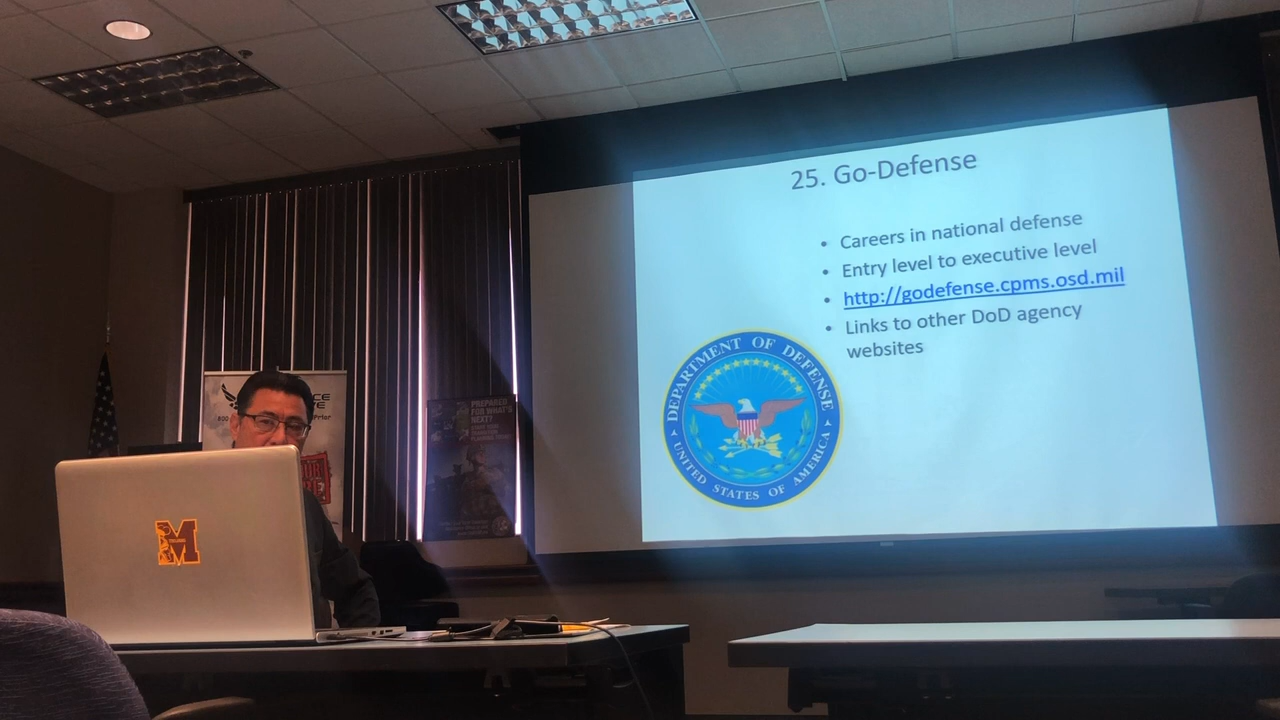 25. Go-Defense
• Careers in national defense
• Entry level to executive level
• http://godefense.cpms.osd.mil
• Links to other DoD agency
websites
DEPARTMENT OF DEFENSE
UNITED STATES OF AMERICA
PREPARED
FOR WHAT'S
NEXT?
M